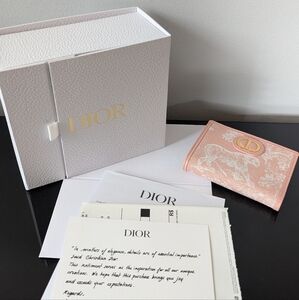 DIOR
DIOR
DIOR
"In matters of elegance, details are of essential importance"
said Christian Dior.
This testament serves as the inspiration for all our unique
creations. We hope that this purchase brings you joy
and exceeds your expectations.
Regards,